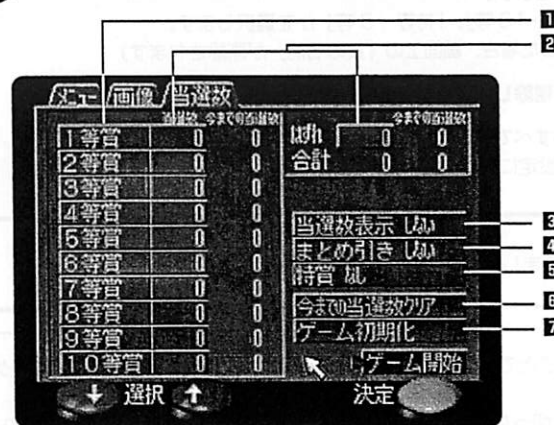 1
2
メニュー 画像 当選数
当選数 今までの当選数
1等賞 0 0
2等賞 0 0
3等賞 0 0
4等賞 0 0
5等賞 0 0
6等賞 0 0
7等賞 0 0
8等賞 0 0
9等賞 0 0
10等賞 0 0
今までの当選数
はずれ 0 0
合計 0 0
当選数表示 しない
まとめ引き しない
特賞 なし
今までの当選数クリア
ゲーム初期化
ゲーム開始
3
4
5
6
7
選択
決定